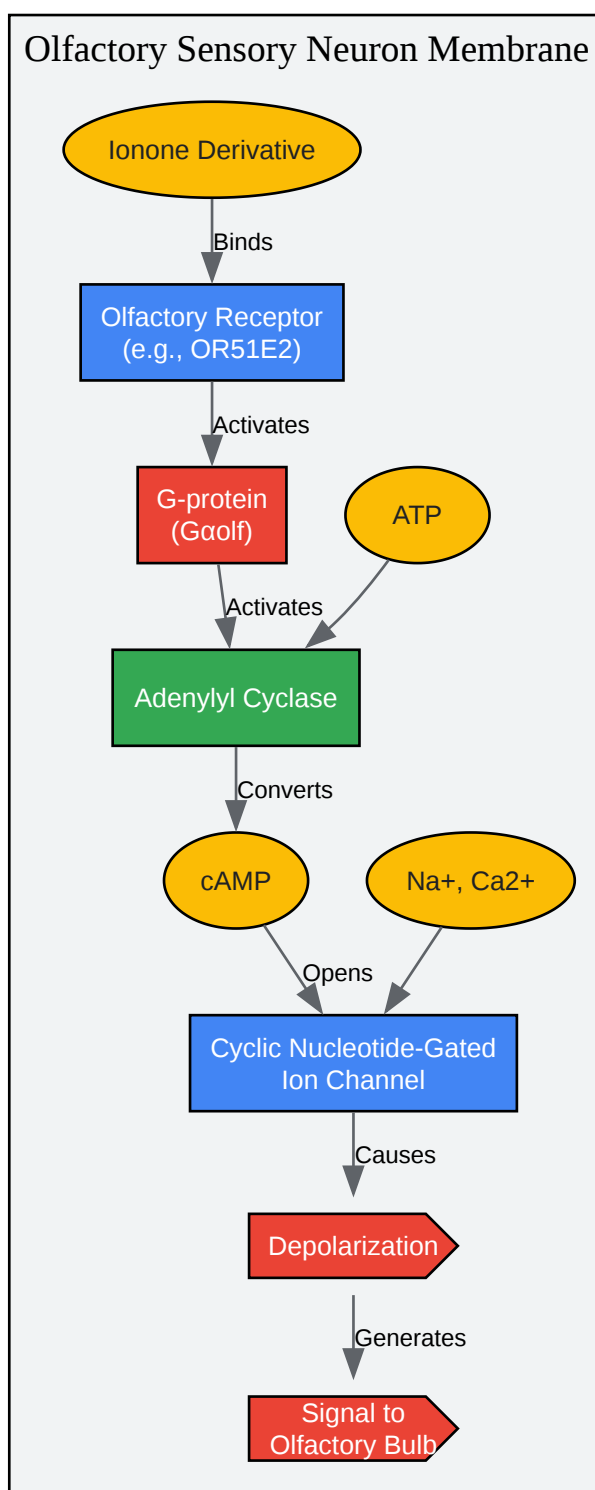 Olfactory Sensory Neuron Membrane
Ionone Derivative
Binds
Olfactory Receptor
(e.g., OR51E2)
Activates
G-protein
(Gαolf)
ATP
Activates
Adenylyl Cyclase
Converts
cAMP
Na+, Ca2+
Opens
Cyclic Nucleotide-Gated
Ion Channel
Causes
Depolarization
Generates
Signal to
Olfactory Bulb